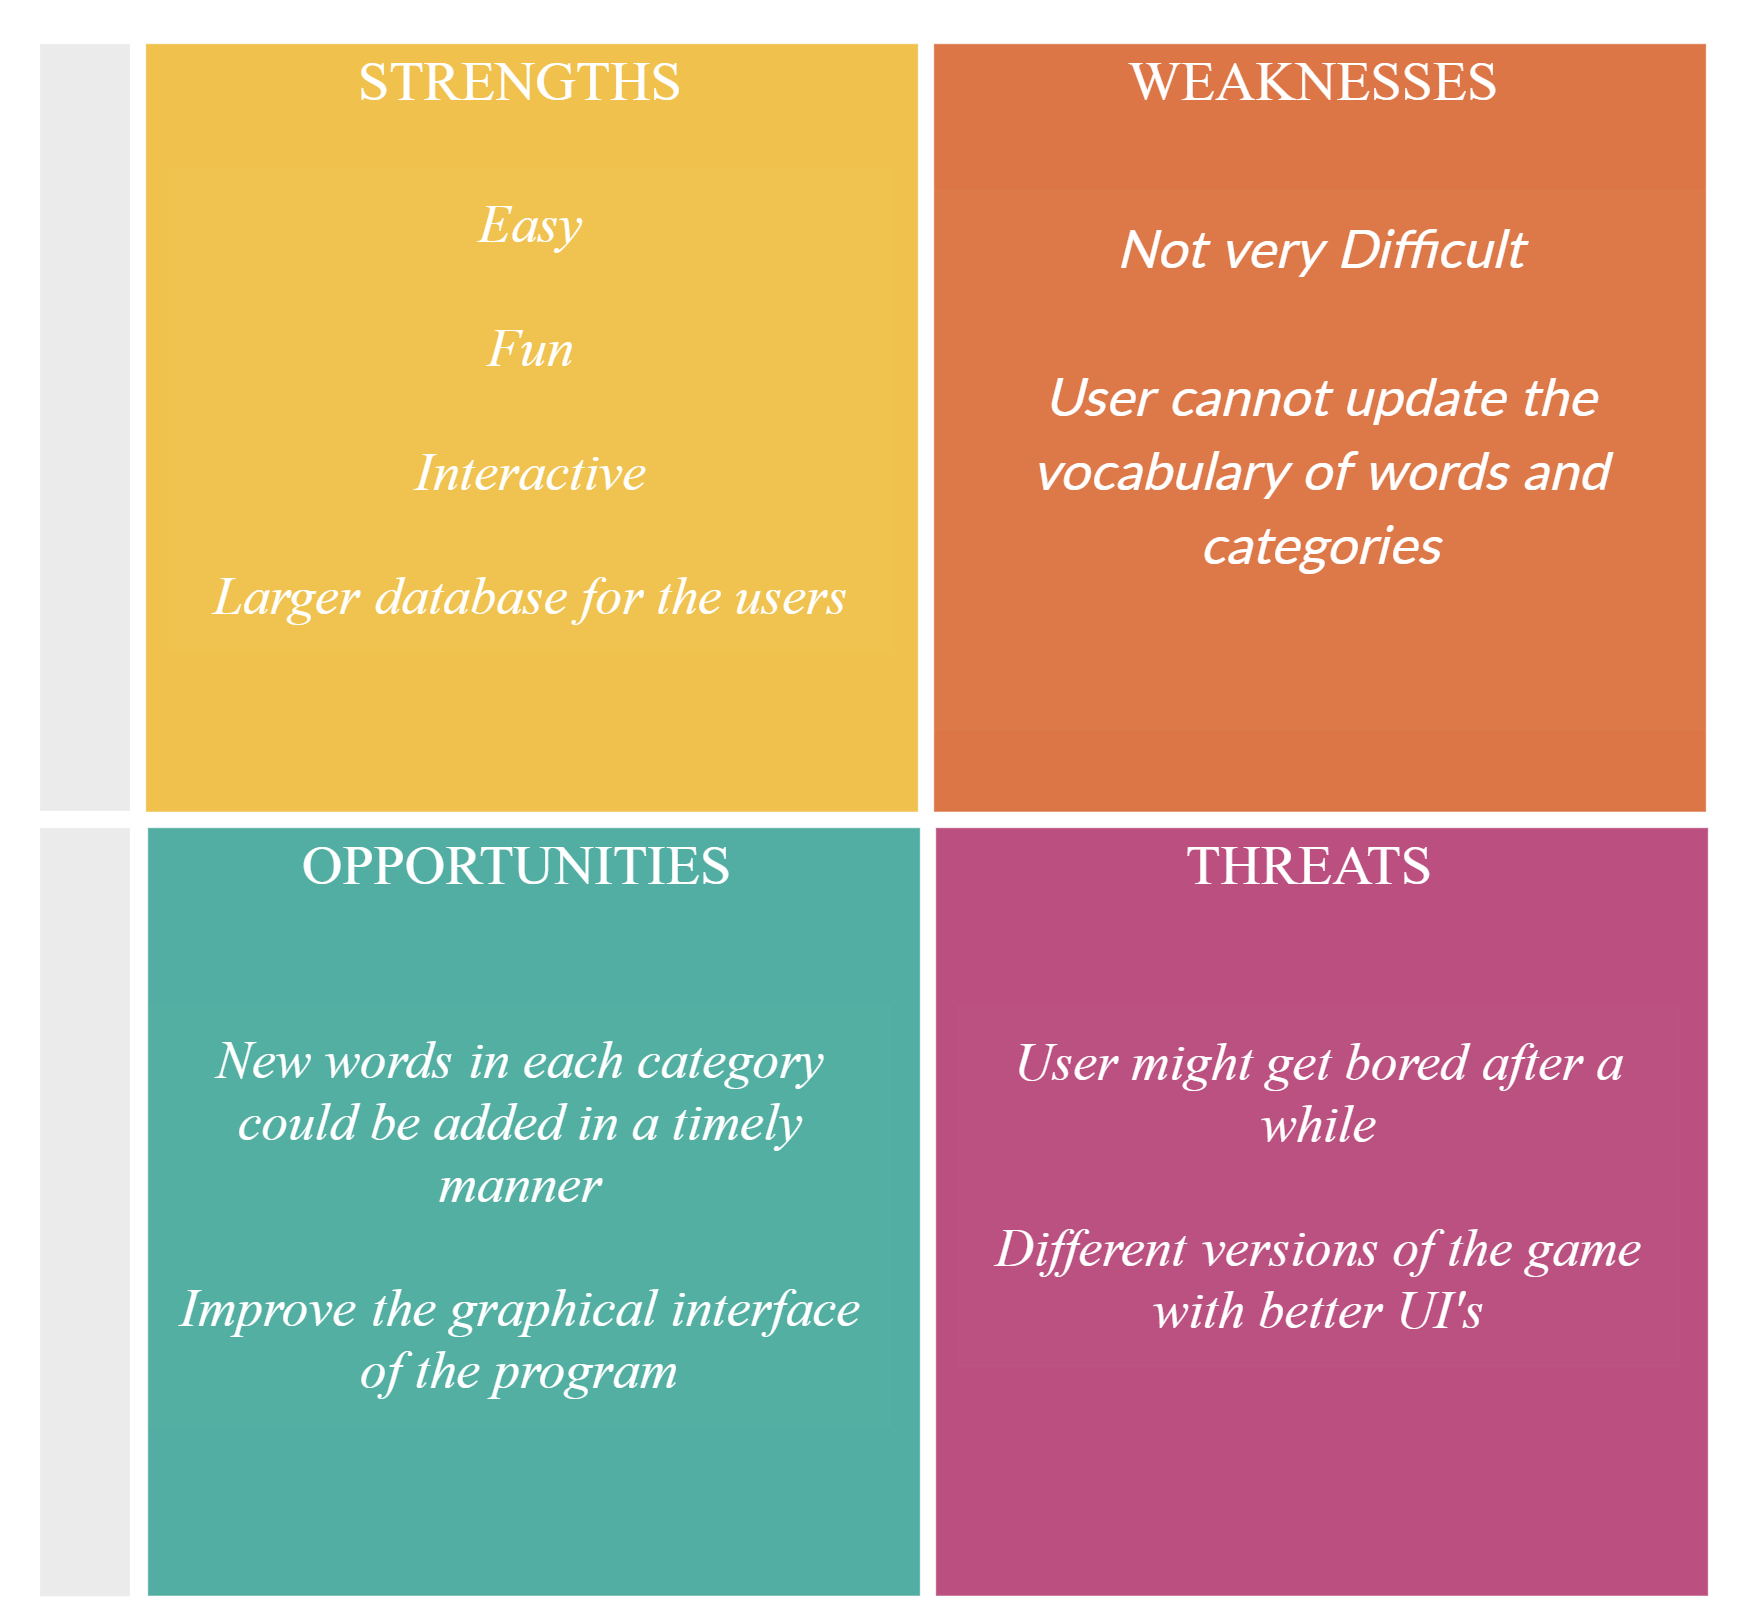 STRENGTHS
Easy
Fun
Interactive
Larger database for the users
WEAKNESSES
Not very Difficult
User cannot update the
vocabulary of words and
categories
OPPORTUNITIES
New words in each category
could be added in a timely
manner
Improve the graphical interface
of the program
THREATS
User might get bored after a
while
Different versions of the game
with better UI's